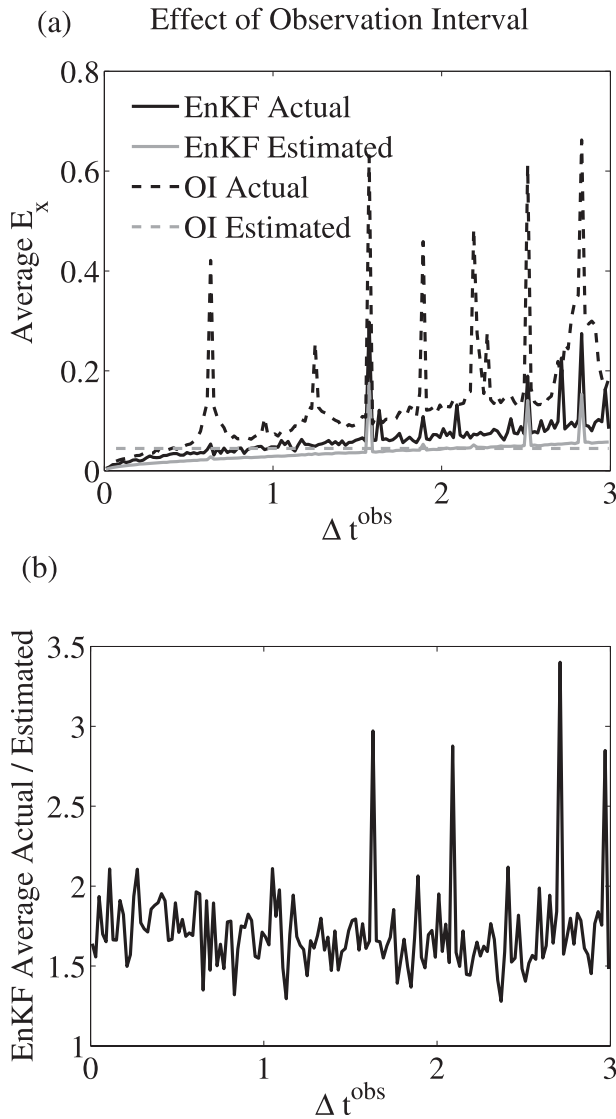 (a) Effect of Observation Interval
0.8
EnKF Actual
EnKF Estimated
OI Actual
OI Estimated
0.6
0.4
0.2
0
Average E_x
0 1 2 3
Δ t^obs
(b)
3.5
3
2.5
2
1.5
1
EnKF Average Actual / Estimated
0 1 2 3
Δ t^obs